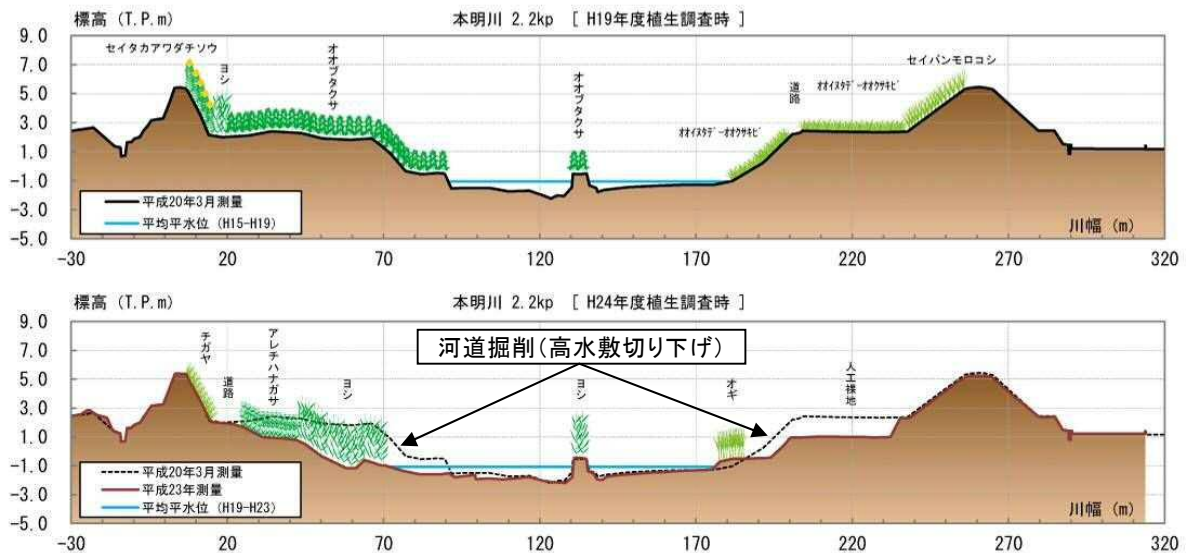 標高 (T.P.m)
本明川 2.2kp [ H19年度植生調査時 ]
9.0
7.0
5.0
3.0
1.0
-1.0
-3.0
-5.0
セイタカアワダチソウ
ヨシ
オオブタクサ
オオブタクサ
オオイヌタデ-オオクサキビ
道路
オオイヌタデ-オオクサキビ
セイバンモロコシ
平成20年3月測量
平均平水位 (H15-H19)
川幅 (m)
-30 20 70 120 170 220 270 320
標高 (T.P.m)
本明川 2.2kp [ H24年度植生調査時 ]
9.0
7.0
5.0
3.0
1.0
-1.0
-3.0
-5.0
チガヤ
道路
アレチハナガサ
ヨシ
河道掘削(高水敷切り下げ)
ヨシ
オギ
人工裸地
平成20年3月測量
平成23年測量
平均平水位 (H19-H23)
川幅 (m)
-30 20 70 120 170 220 270 320